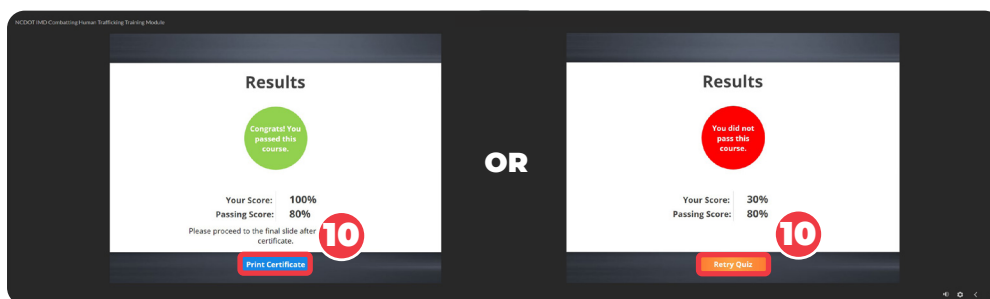 NCDOT IMD Combatting Human Trafficking Training Module
Results
Congrats! You
passed this
course.
Your Score: 100%
Passing Score: 80%
Please proceed to the final slide after
certificate.
10
Print Certificate
OR
Results
You did not
pass this
course.
Your Score: 30%
Passing Score: 80%
10
Retry Quiz